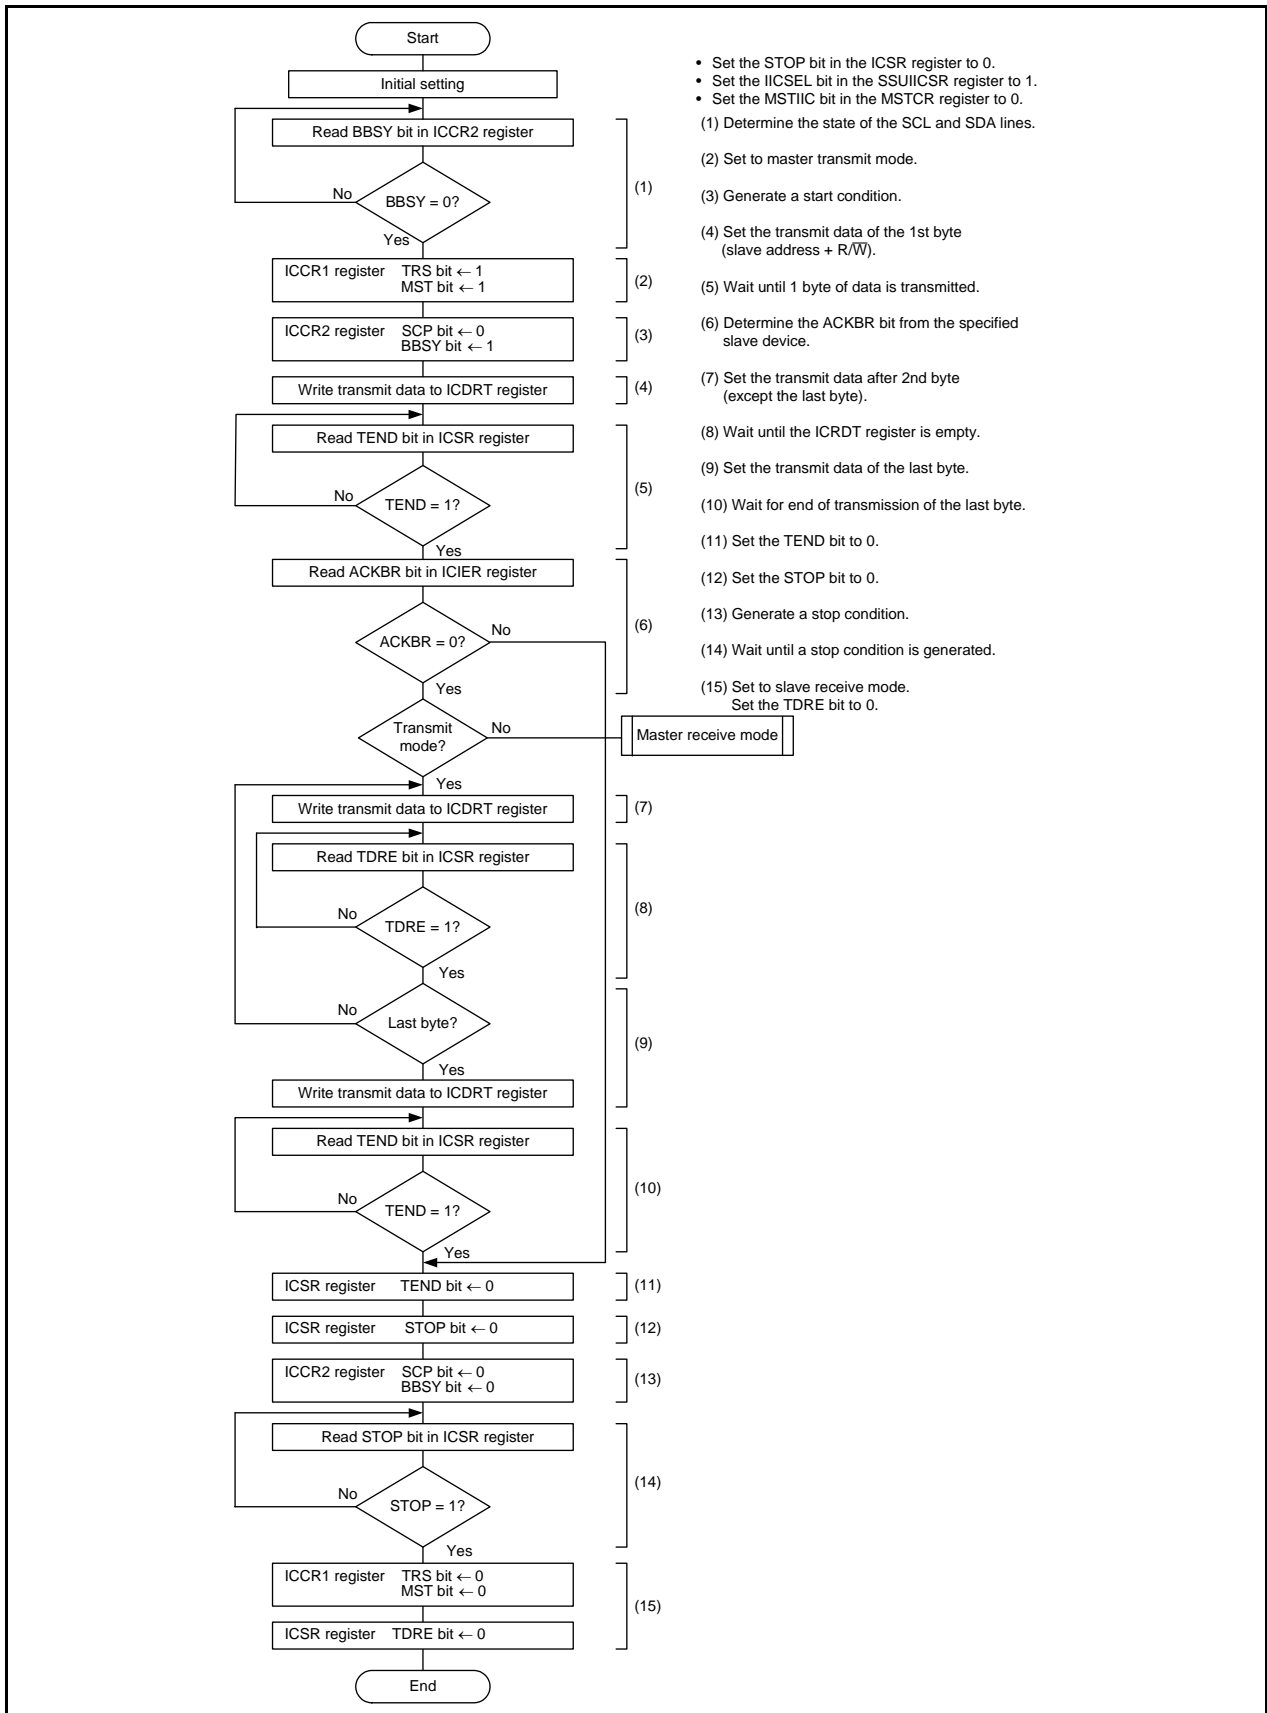 Start
Initial setting
Read BBSY bit in ICCR2 register
BBSY = 0?
No
Yes
(1)
ICCR1 register TRS bit ← 1
MST bit ← 1
(2)
ICCR2 register SCP bit ← 0
BBSY bit ← 1
(3)
Write transmit data to ICDRT register
(4)
Read TEND bit in ICSR register
TEND = 1?
No
Yes
(5)
Read ACKBR bit in ICIER register
ACKBR = 0?
No
Yes
(6)
Transmit
mode?
No
Yes
Master receive mode
Write transmit data to ICDRT register
(7)
Read TDRE bit in ICSR register
TDRE = 1?
No
Yes
(8)
Last byte?
No
Yes
(9)
Write transmit data to ICDRT register
Read TEND bit in ICSR register
TEND = 1?
No
Yes
(10)
ICSR register TEND bit ← 0
(11)
ICSR register STOP bit ← 0
(12)
ICCR2 register SCP bit ← 0
BBSY bit ← 0
(13)
Read STOP bit in ICSR register
STOP = 1?
No
Yes
(14)
ICCR1 register TRS bit ← 0
MST bit ← 0
(15)
ICSR register TDRE bit ← 0
End
• Set the STOP bit in the ICSR register to 0.
• Set the IICSEL bit in the SSUIICSR register to 1.
• Set the MSTIIC bit in the MSTCR register to 0.
(1) Determine the state of the SCL and SDA lines.
(2) Set to master transmit mode.
(3) Generate a start condition.
(4) Set the transmit data of the 1st byte
(slave address + R/W̅).
(5) Wait until 1 byte of data is transmitted.
(6) Determine the ACKBR bit from the specified
slave device.
(7) Set the transmit data after 2nd byte
(except the last byte).
(8) Wait until the ICRDT register is empty.
(9) Set the transmit data of the last byte.
(10) Wait for end of transmission of the last byte.
(11) Set the TEND bit to 0.
(12) Set the STOP bit to 0.
(13) Generate a stop condition.
(14) Wait until a stop condition is generated.
(15) Set to slave receive mode.
Set the TDRE bit to 0.